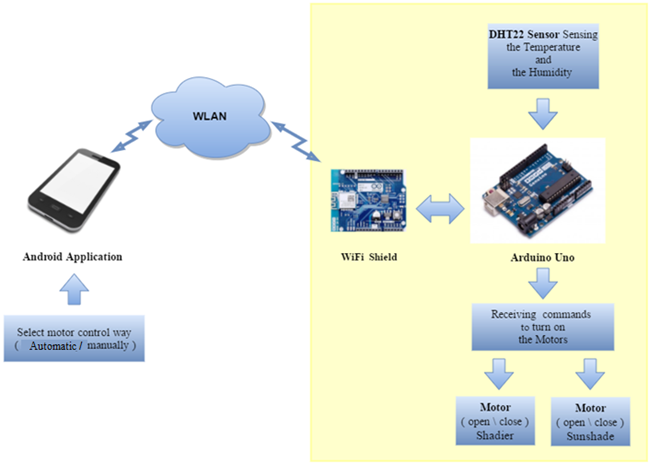 DHT22 Sensor Sensing
the Temperature
and
the Humidity
WLAN
Android Application
WiFi Shield
Arduino Uno
Select motor control way
( Automatic / manually )
Receiving commands
to turn on
the Motors
Motor
( open \ close )
Shadier
Motor
( open \ close )
Sunshade